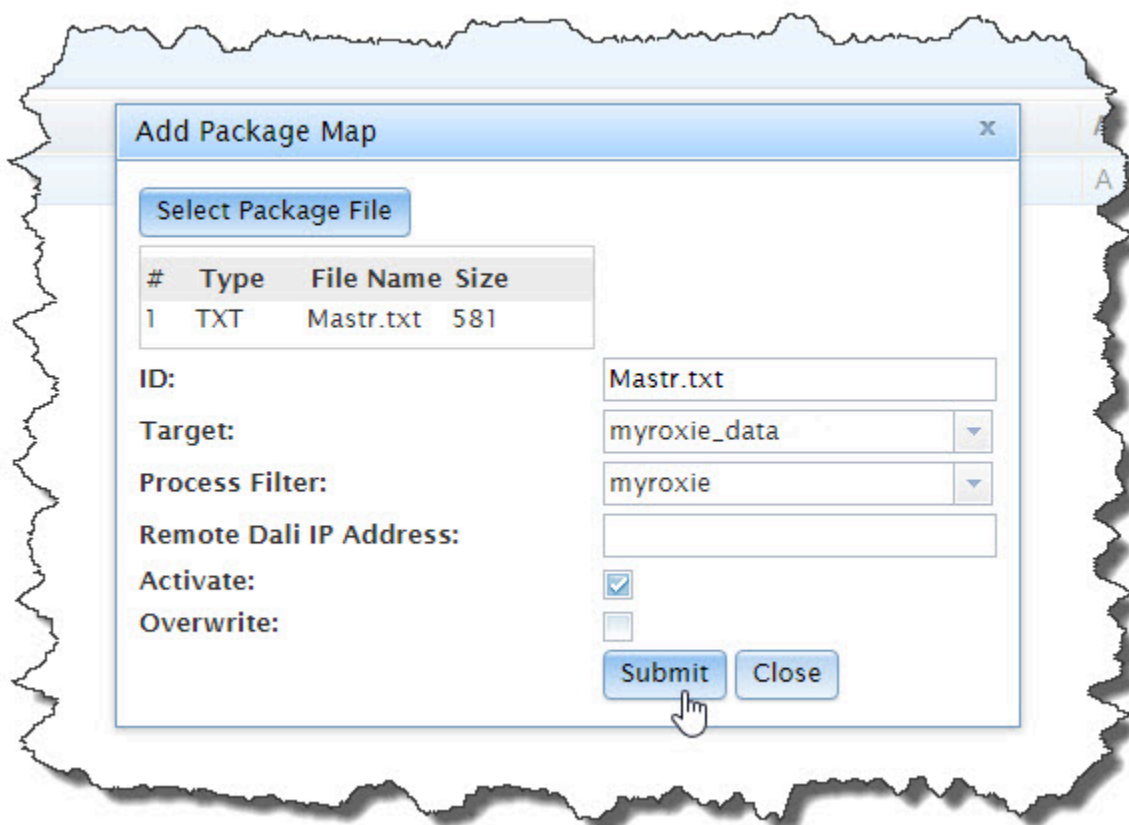 Add Package Map x
A
A
Select Package File
# Type File Name Size
1 TXT Mastr.txt 581
ID: Mastr.txt
Target: myroxie_data
Process Filter: myroxie
Remote Dali IP Address:
Activate:
Overwrite:
Submit Close